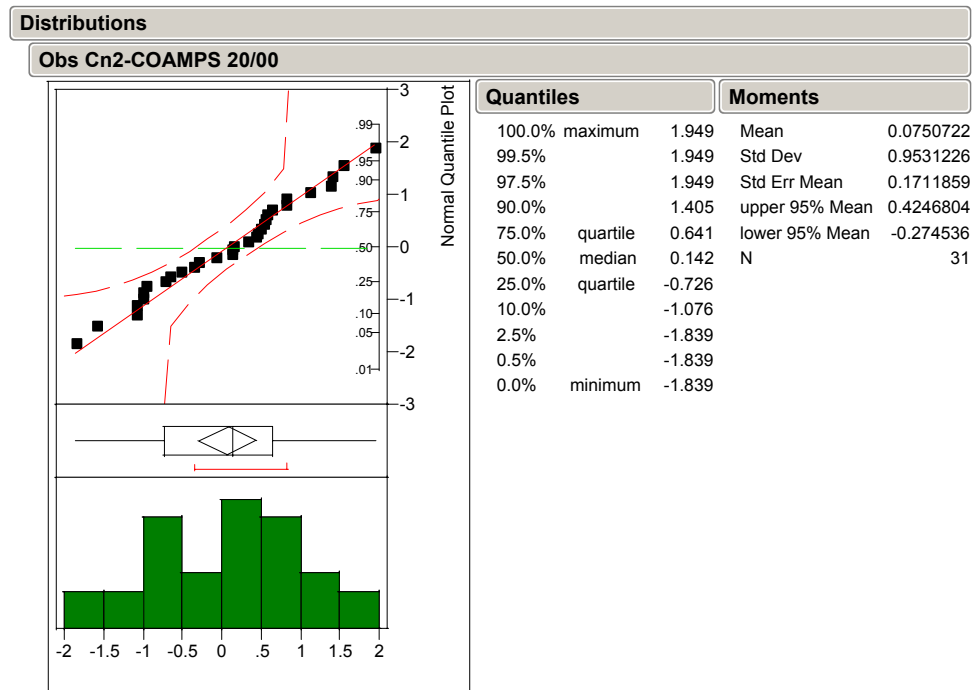 Distributions
Obs Cn2-COAMPS 20/00
.99
.95
.90
.75
.50
.25
.10
.05
.01
3
2
1
0
-1
-2
-3
Normal Quantile Plot
-2 -1.5 -1 -0.5 0 .5 1 1.5 2
Quantiles
100.0% maximum 1.949
99.5% 1.949
97.5% 1.949
90.0% 1.405
75.0% quartile 0.641
50.0% median 0.142
25.0% quartile -0.726
10.0% -1.076
2.5% -1.839
0.5% -1.839
0.0% minimum -1.839
Moments
Mean 0.0750722
Std Dev 0.9531226
Std Err Mean 0.1711859
upper 95% Mean 0.4246804
lower 95% Mean -0.274536
N 31